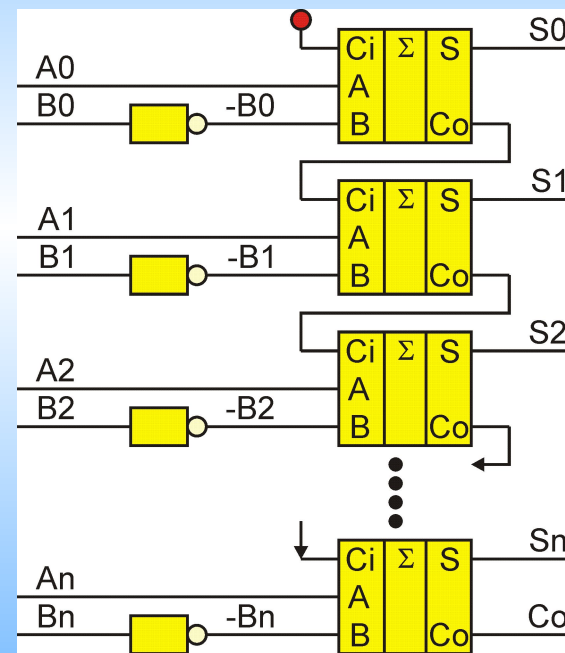 S0
Ci Σ S
A0
A
B0 -B0 B Co
S1
Ci Σ S
A1
A
B1 -B1 B Co
S2
Ci Σ S
A2
A
B2 -B2 B Co
Sn
Ci Σ S
An
A
Bn -Bn B Co Co